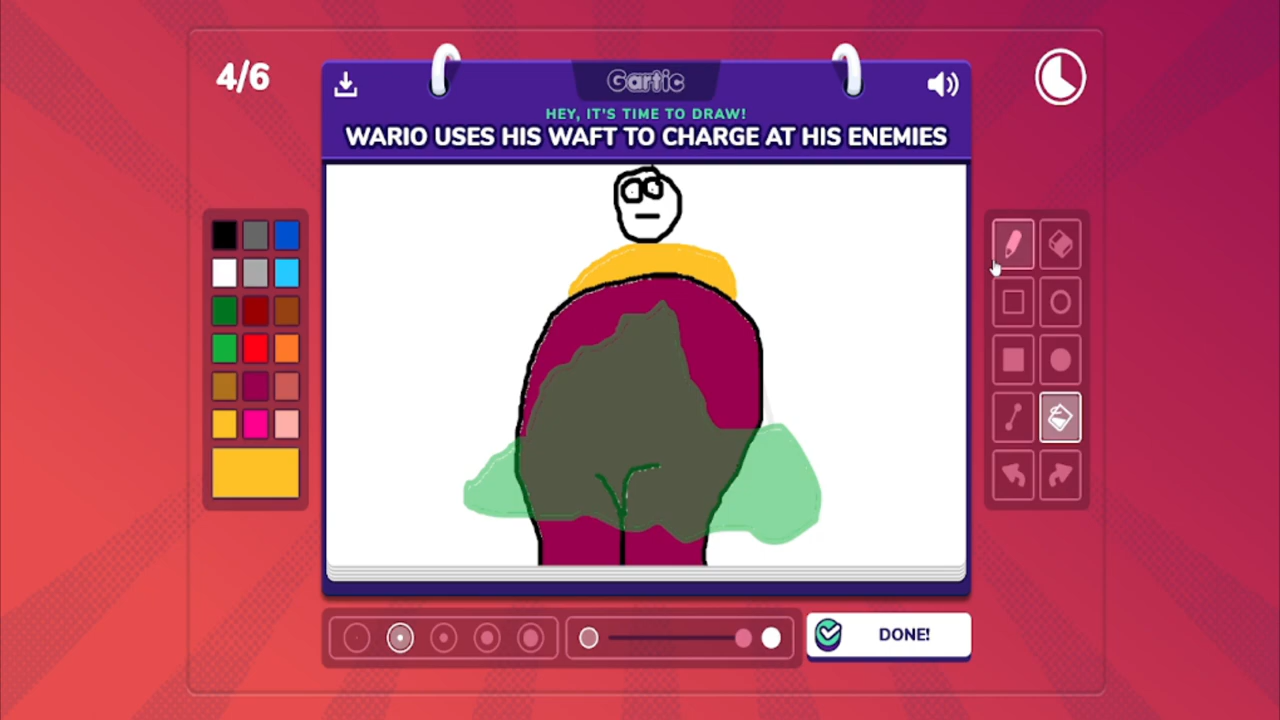 4/6
Gartic
HEY, IT'S TIME TO DRAW!
WARIO USES HIS WAFT TO CHARGE AT HIS ENEMIES
DONE!